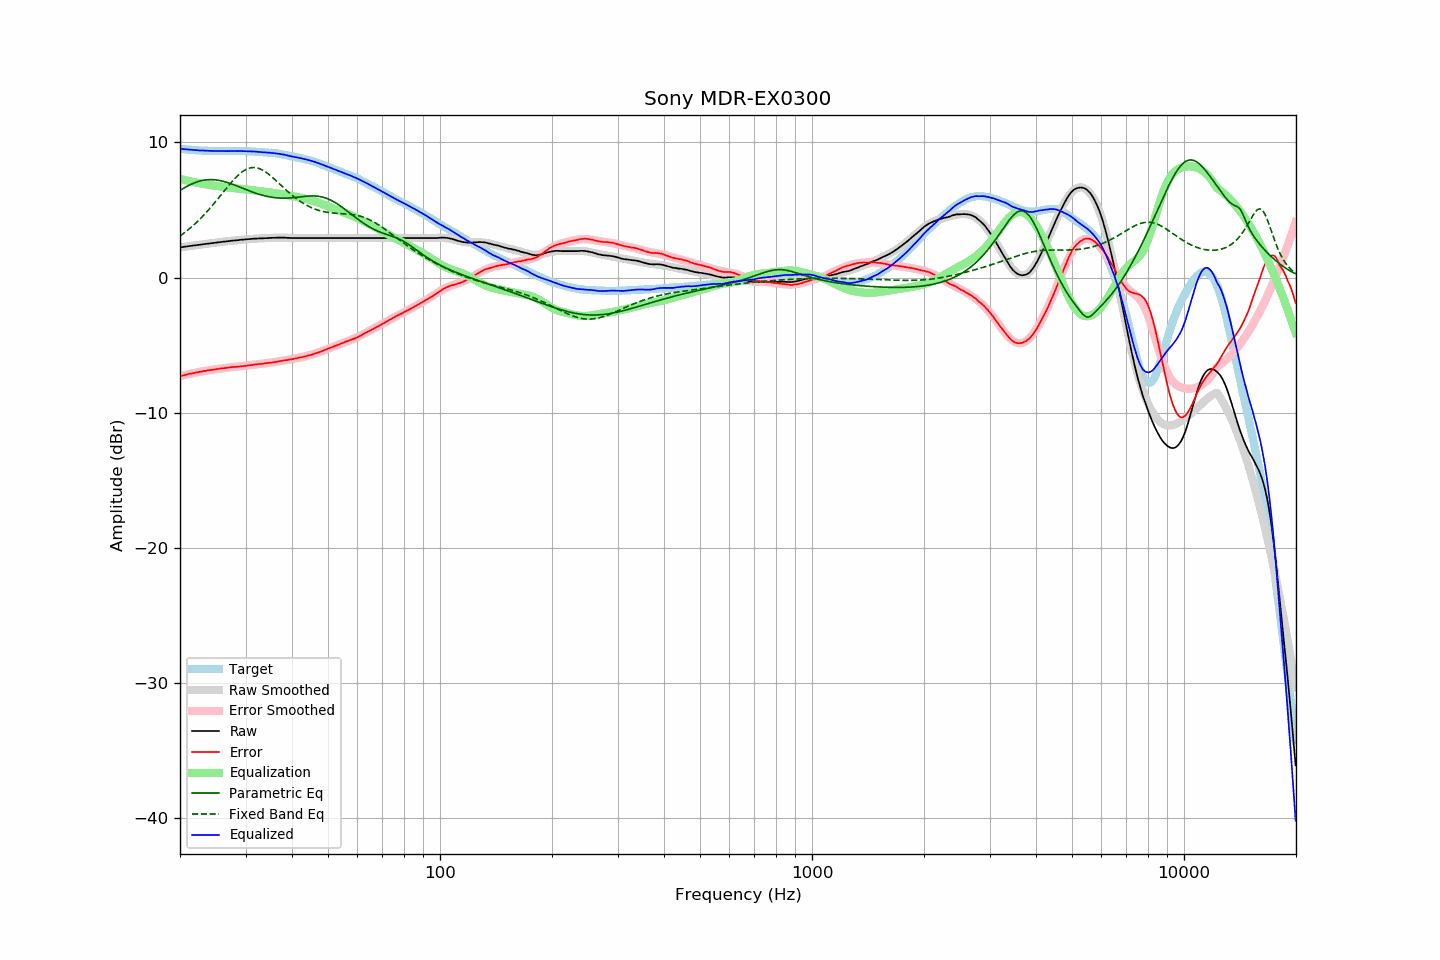 Sony MDR-EX0300
10
0
−10
−20
−30
−40
Amplitude (dBr)
Target
Raw Smoothed
Error Smoothed
Raw
Error
Equalization
Parametric Eq
Fixed Band Eq
Equalized
100
1000
10000
Frequency (Hz)